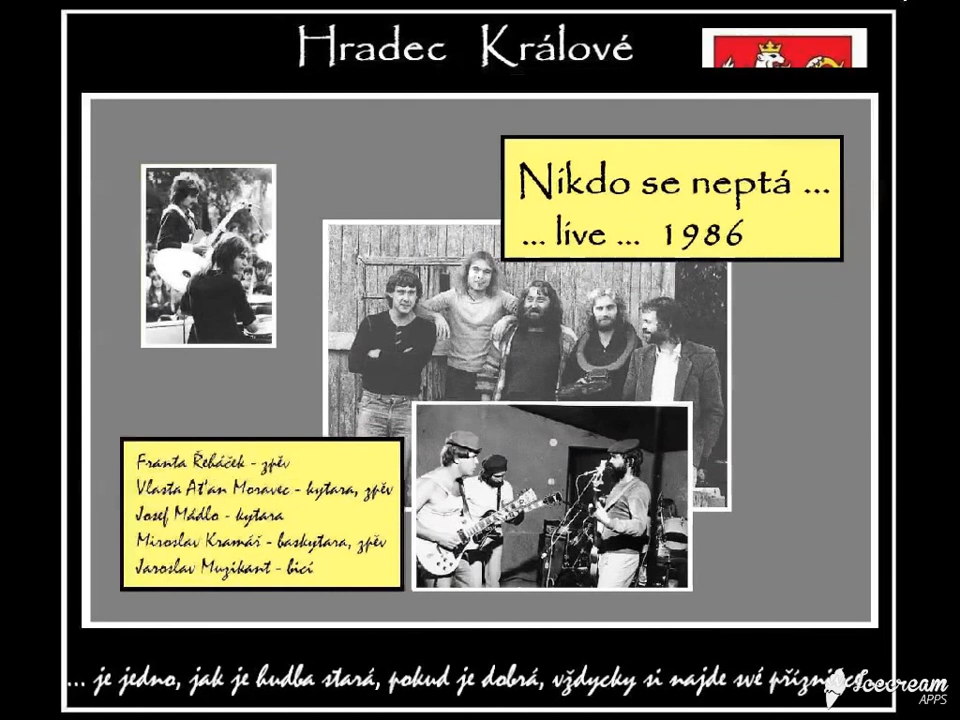 Hradec Králové
Nikdo se neptá ...
... live ... 1986
Franta Řeháček - zpěv
Vlasta Aťan Moravec - kytara, zpěv
Josef Mádlo - kytara
Miroslav Kramář - baskytara, zpěv
Jaroslav Muzikant - bicí
... je jedno, jak je hudba stará, pokud je dobrá, vždycky si najde své
Icecream
APPS